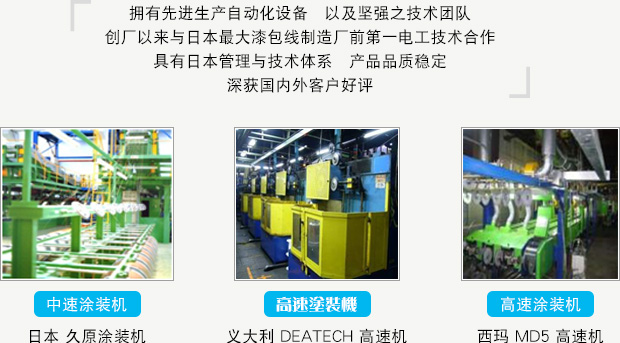 拥有先进生产自动化设备 以及坚强之技术团队
创厂以来与日本最大漆包线制造厂前第一电工技术合作
具有日本管理与技术体系 产品品质稳定
深获国内外客户好评
中速涂装机
高速塗裝機
高速涂装机
日本 久原涂装机
义大利 DEATECH 高速机
西玛 MD5 高速机